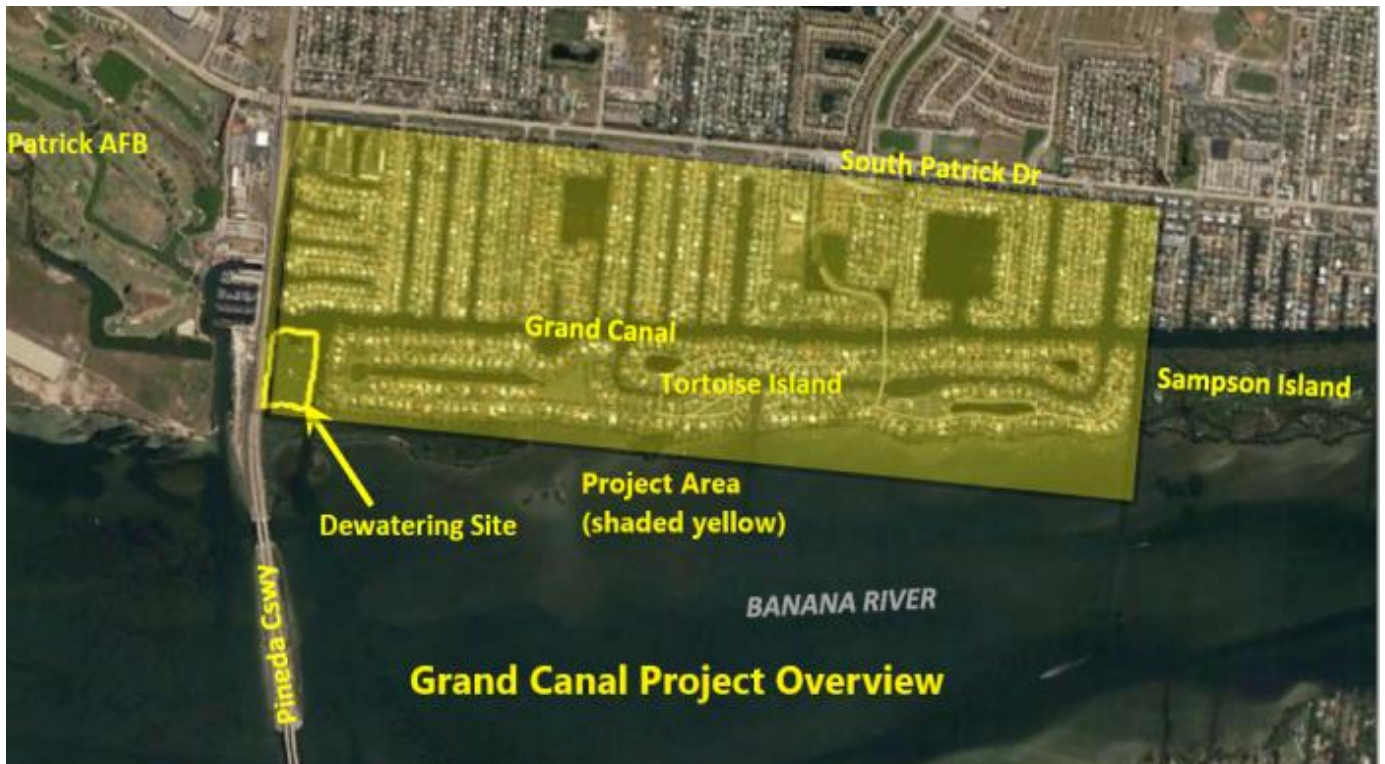 Patrick AFB
South Patrick Dr
Grand Canal
Tortoise Island
Sampson Island
Project Area
(shaded yellow)
Dewatering Site
BANANA RIVER
Pineda Cswy
Grand Canal Project Overview